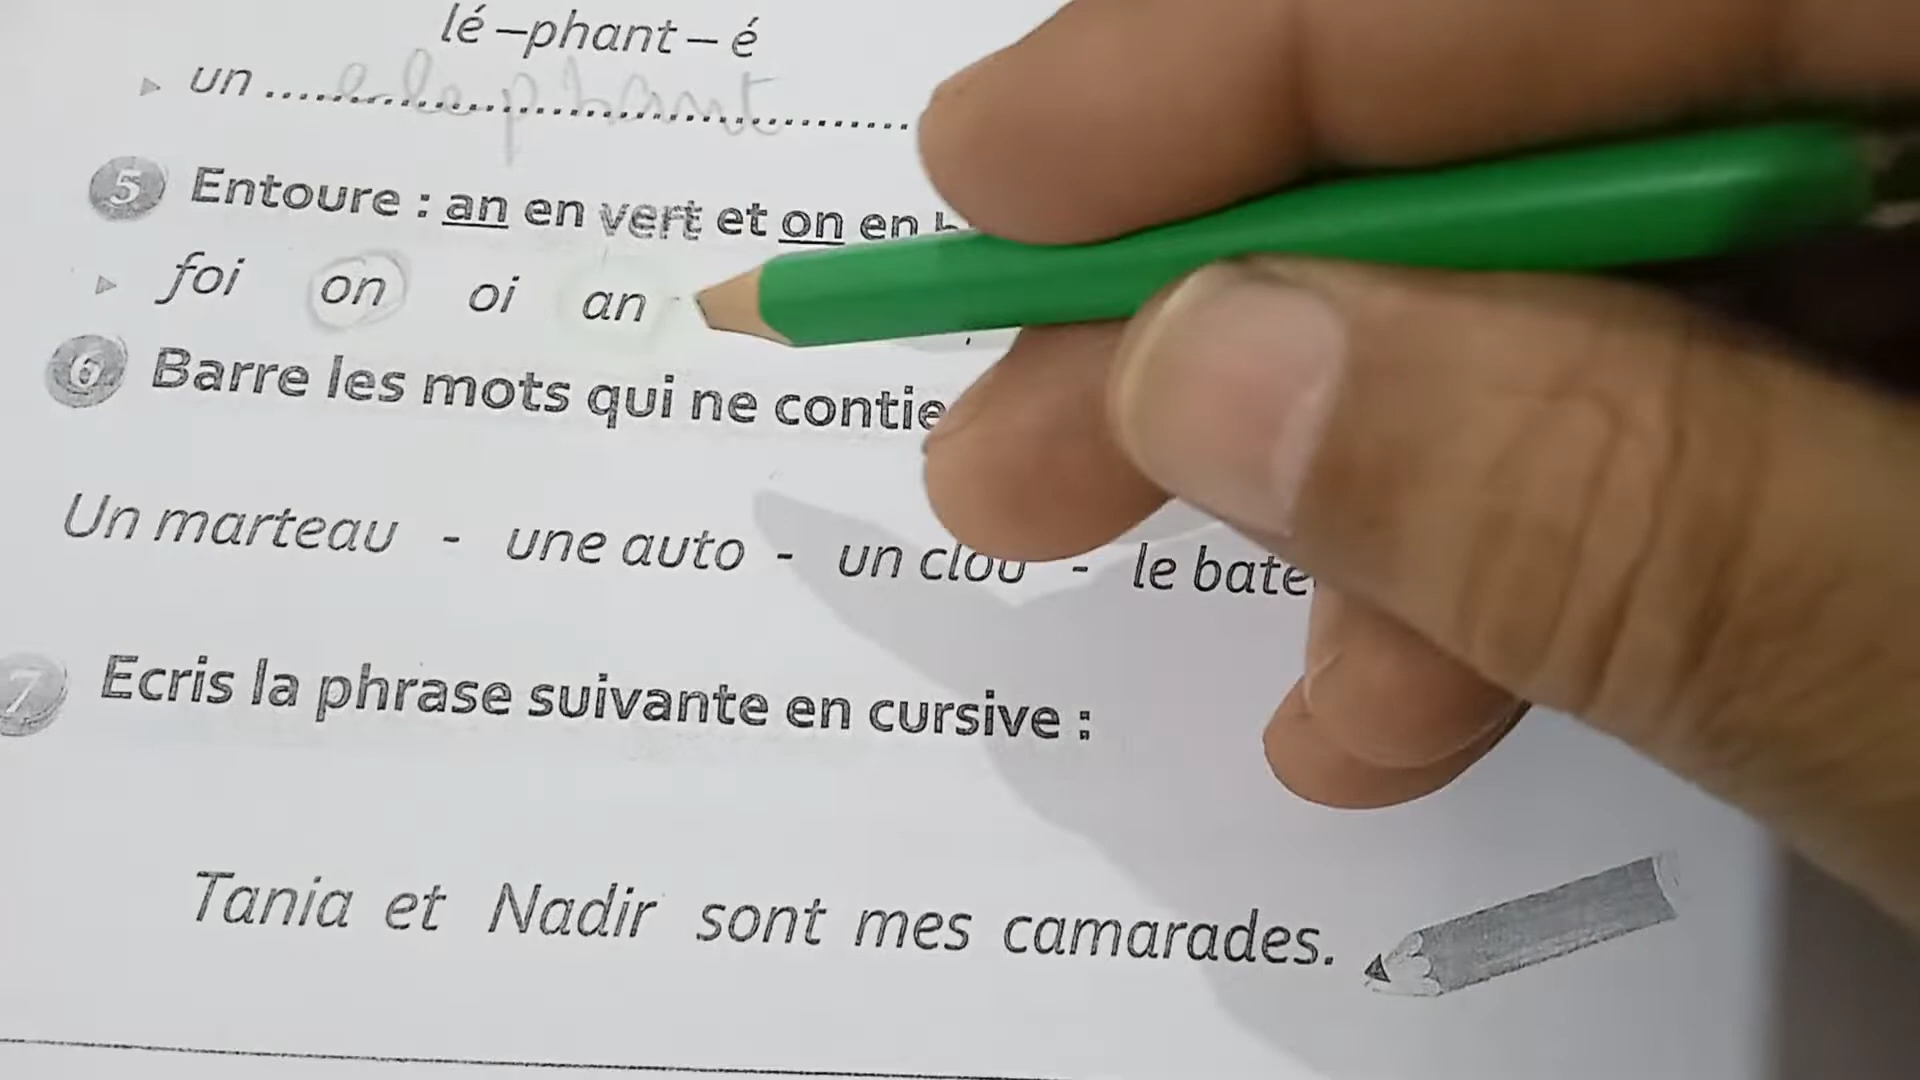 lé –phant – é
un ........ elephant ........
5 Entoure : an en vert et on en
foi on oi an
6 Barre les mots qui ne
Un marteau - une auto - un clou - le
7 Ecris la phrase suivante en cursive :
Tania et Nadir sont mes camarades.